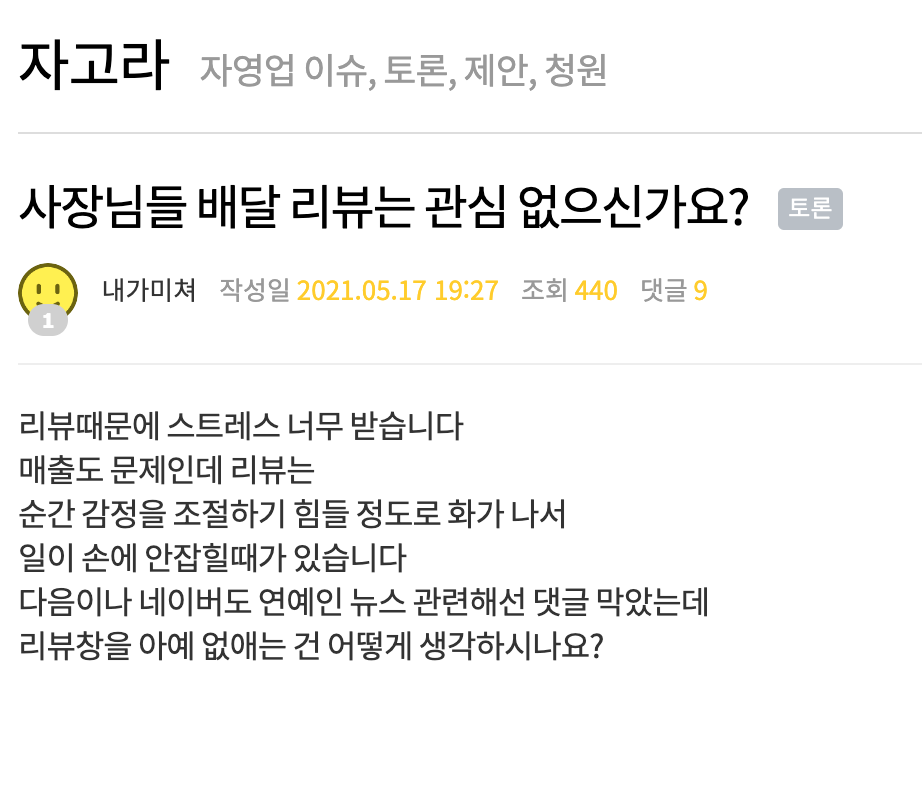 자고라 자영업 이슈, 토론, 제안, 청원
사장님들 배달 리뷰는 관심 없으신가요? 토론
내가미쳐 작성일 2021.05.17 19:27 조회 440 댓글 9
1
리뷰때문에 스트레스 너무 받습니다
매출도 문제인데 리뷰는
순간 감정을 조절하기 힘들 정도로 화가 나서
일이 손에 안잡힐때가 있습니다
다음이나 네이버도 연예인 뉴스 관련해선 댓글 막았는데
리뷰창을 아예 없애는 건 어떻게 생각하시나요?